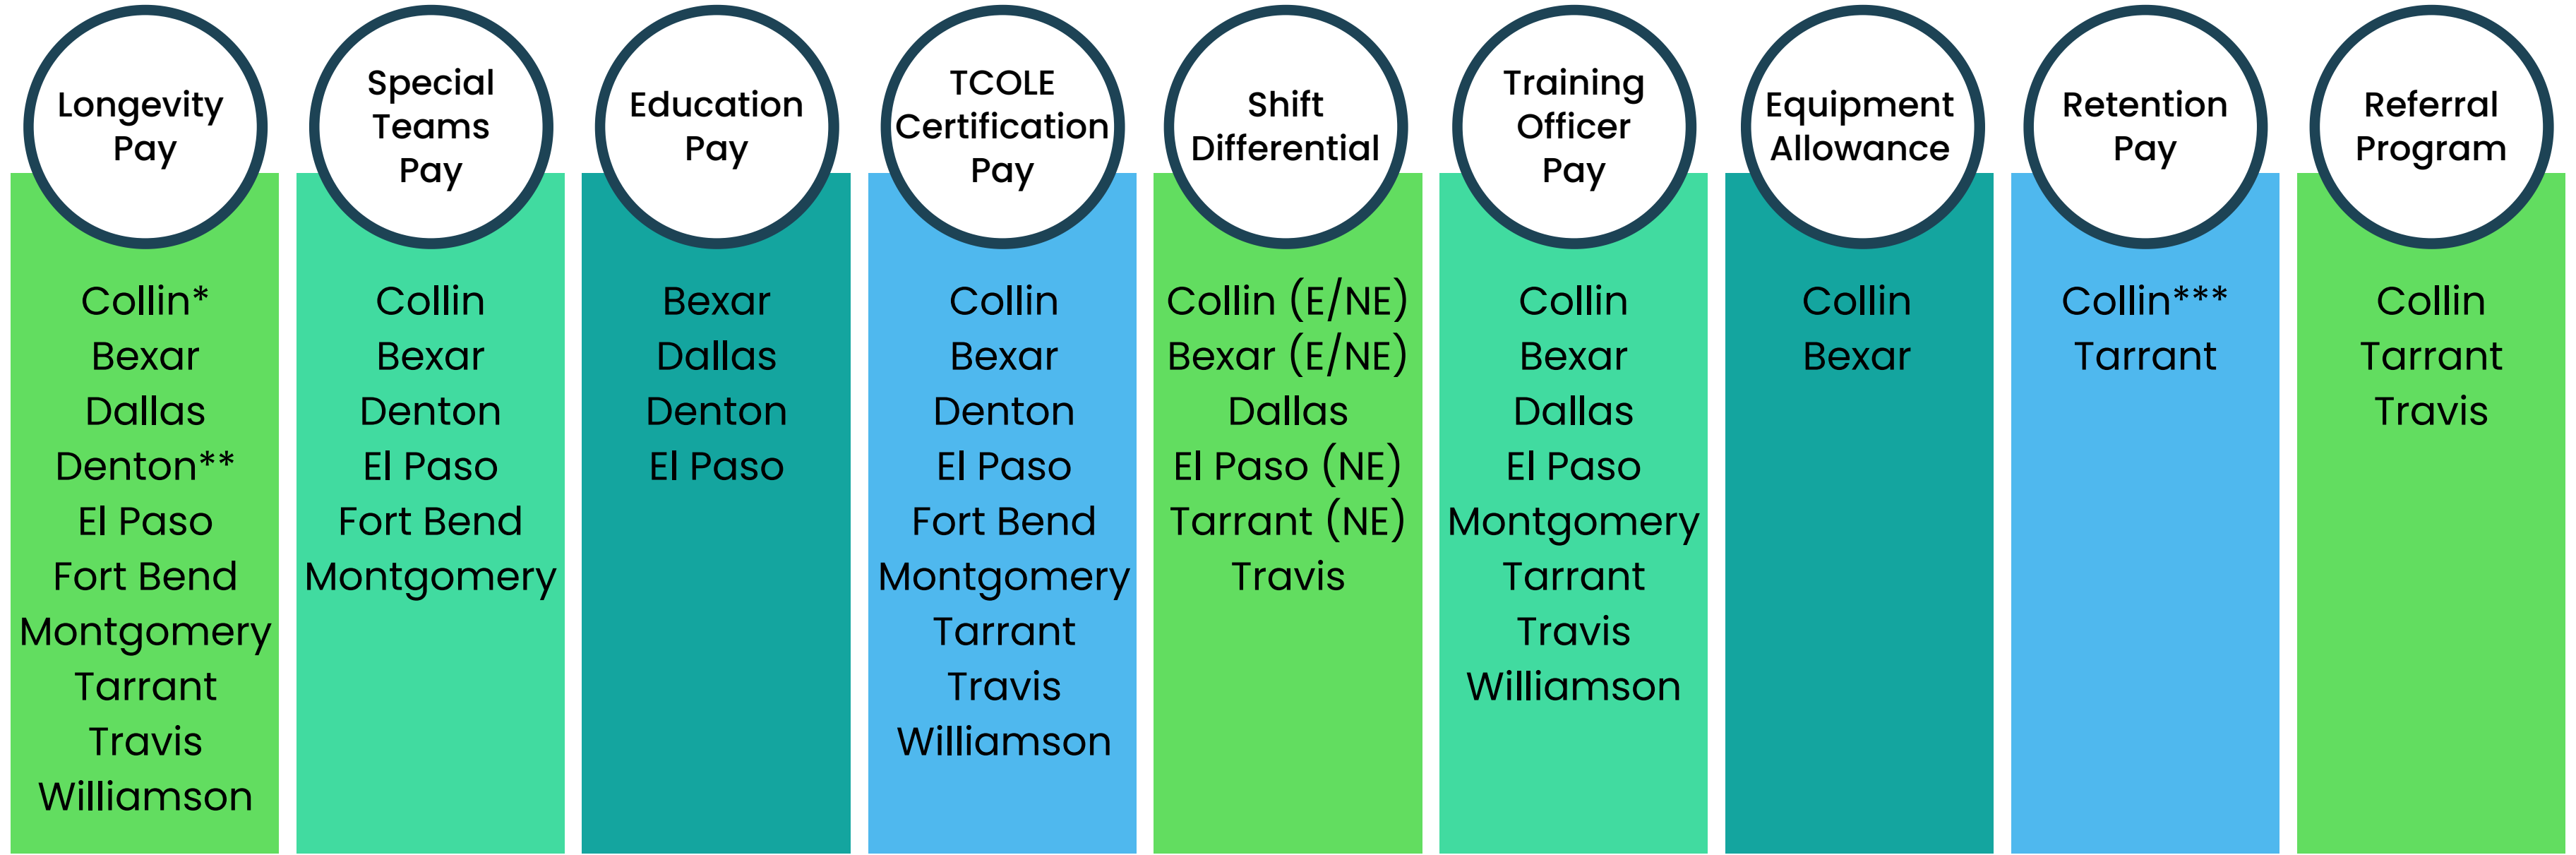 Longevity
Pay
Collin*
Bexar
Dallas
Denton**
El Paso
Fort Bend
Montgomery
Tarrant
Travis
Williamson
Special
Teams
Pay
Collin
Bexar
Denton
El Paso
Fort Bend
Montgomery
Education
Pay
Bexar
Dallas
Denton
El Paso
TCOLE
Certification
Pay
Collin
Bexar
Denton
El Paso
Fort Bend
Montgomery
Tarrant
Travis
Williamson
Shift
Differential
Collin (E/NE)
Bexar (E/NE)
Dallas
El Paso (NE)
Tarrant (NE)
Travis
Training
Officer
Pay
Collin
Bexar
Dallas
El Paso
Montgomery
Tarrant
Travis
Williamson
Equipment
Allowance
Collin
Bexar
Retention
Pay
Collin***
Tarrant
Referral
Program
Collin
Tarrant
Travis